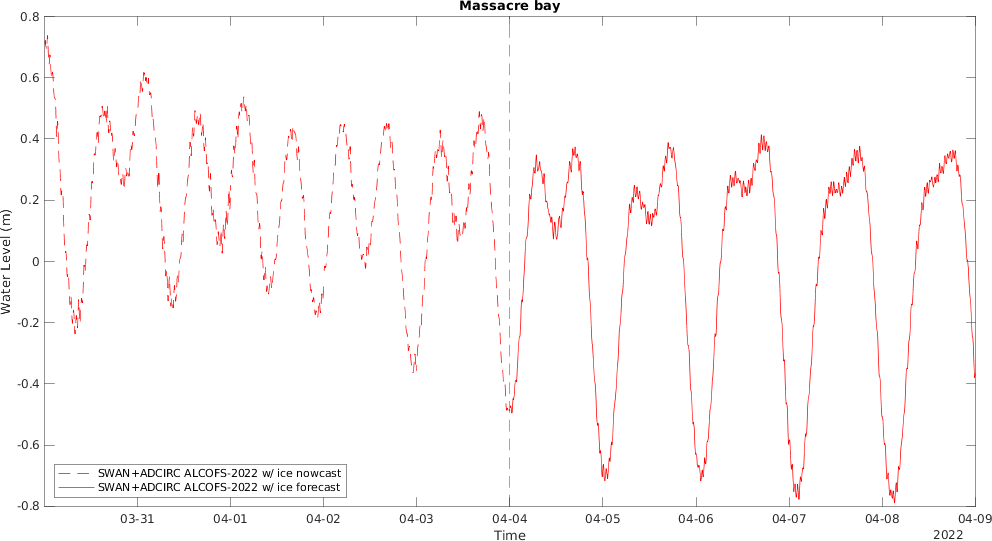 Massacre bay
0.8
0.6
0.4
0.2
0
-0.2
-0.4
-0.6
-0.8
Water Level (m)
SWAN+ADCIRC ALCOFS-2022 w/ ice nowcast
SWAN+ADCIRC ALCOFS-2022 w/ ice forecast
03-31 04-01 04-02 04-03 04-04 04-05 04-06 04-07 04-08 04-09
Time
2022